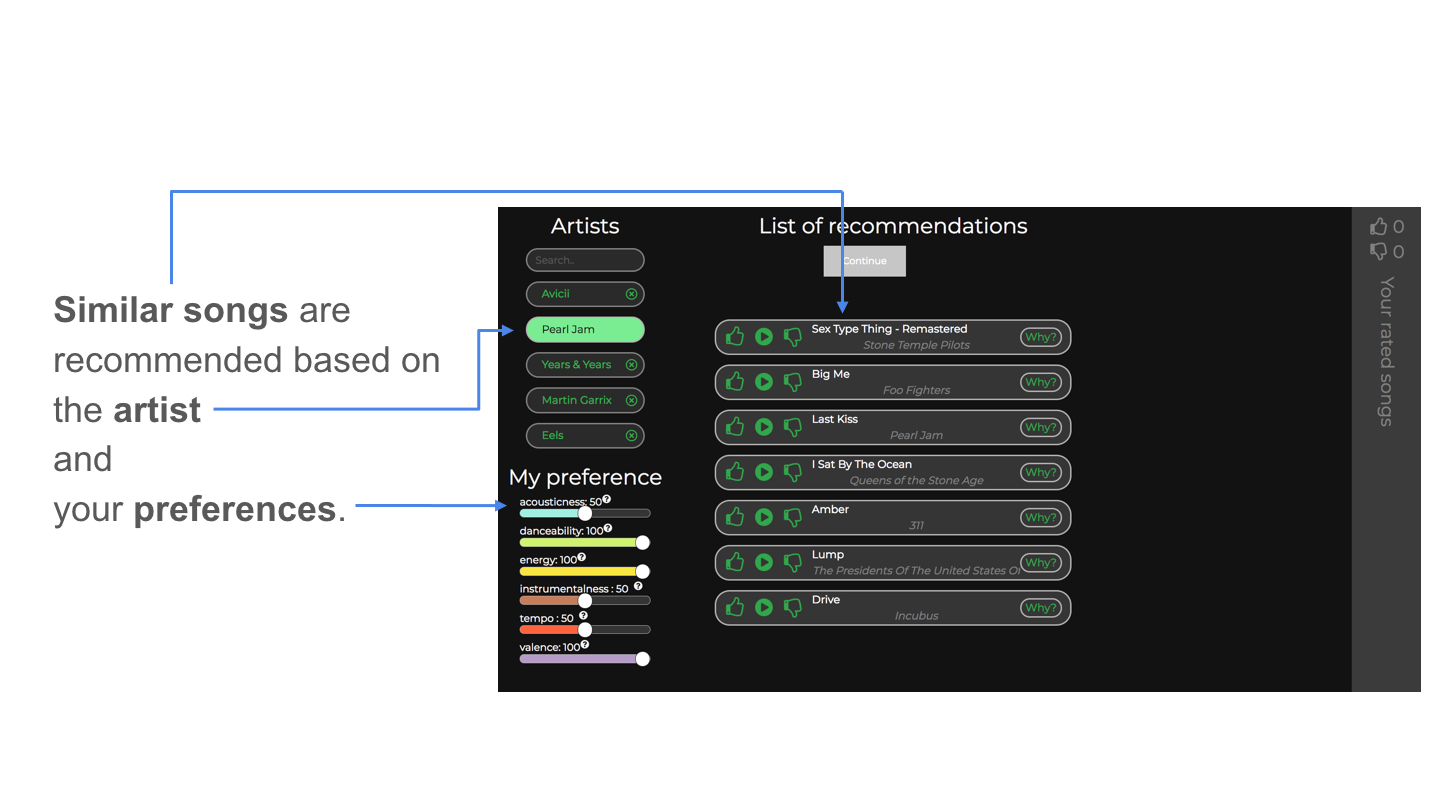 Similar songs are
recommended based on
the artist
and
your preferences.
Artists
Search..
Avicii
Pearl Jam
Years & Years
Martin Garrix
Eels
My preference
acousticness: 50
danceability: 100
energy: 100
instrumentalness : 50
tempo : 50
valence: 100
List of recommendations
Continue
Sex Type Thing - Remastered
Stone Temple Pilots
Why?
Big Me
Foo Fighters
Why?
Last Kiss
Pearl Jam
Why?
I Sat By The Ocean
Queens of the Stone Age
Why?
Amber
311
Why?
Lump
The Presidents Of The United States Of
Why?
Drive
Incubus
Why?
0
0
Your rated songs